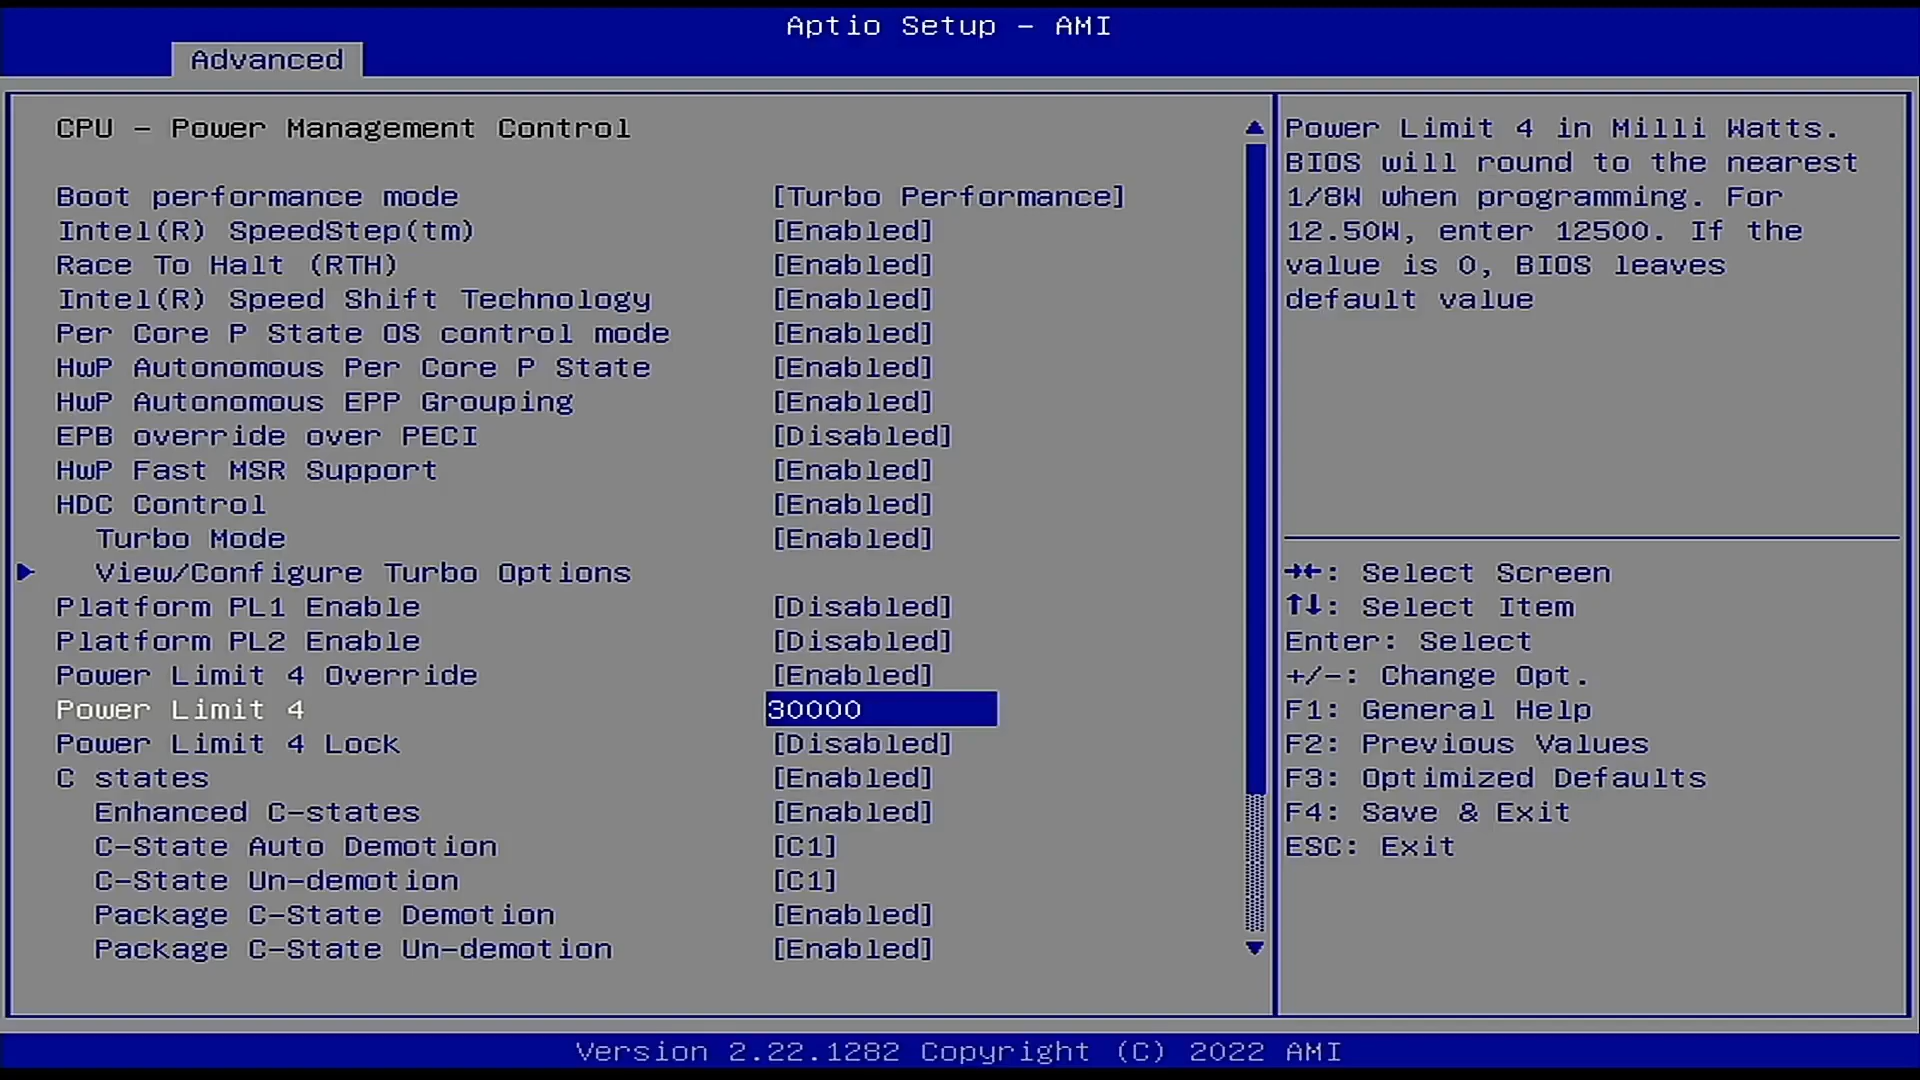 Aptio Setup - AMI
Advanced
CPU - Power Management Control
Boot performance mode [Turbo Performance]
Intel(R) SpeedStep(tm) [Enabled]
Race To Halt (RTH) [Enabled]
Intel(R) Speed Shift Technology [Enabled]
Per Core P State OS control mode [Enabled]
HwP Autonomous Per Core P State [Enabled]
HwP Autonomous EPP Grouping [Enabled]
EPB override over PECI [Disabled]
HwP Fast MSR Support [Enabled]
HDC Control [Enabled]
Turbo Mode [Enabled]
View/Configure Turbo Options
Platform PL1 Enable [Disabled]
Platform PL2 Enable [Disabled]
Power Limit 4 Override [Enabled]
Power Limit 4 30000
Power Limit 4 Lock [Disabled]
C states [Enabled]
Enhanced C-states [Enabled]
C-State Auto Demotion [C1]
C-State Un-demotion [C1]
Package C-State Demotion [Enabled]
Package C-State Un-demotion [Enabled]
Power Limit 4 in Milli Watts.
BIOS will round to the nearest
1/8W when programming. For
12.50W, enter 12500. If the
value is 0, BIOS leaves
default value
→←: Select Screen
↑↓: Select Item
Enter: Select
+/-: Change Opt.
F1: General Help
F2: Previous Values
F3: Optimized Defaults
F4: Save & Exit
ESC: Exit
Version 2.22.1282 Copyright (C) 2022 AMI